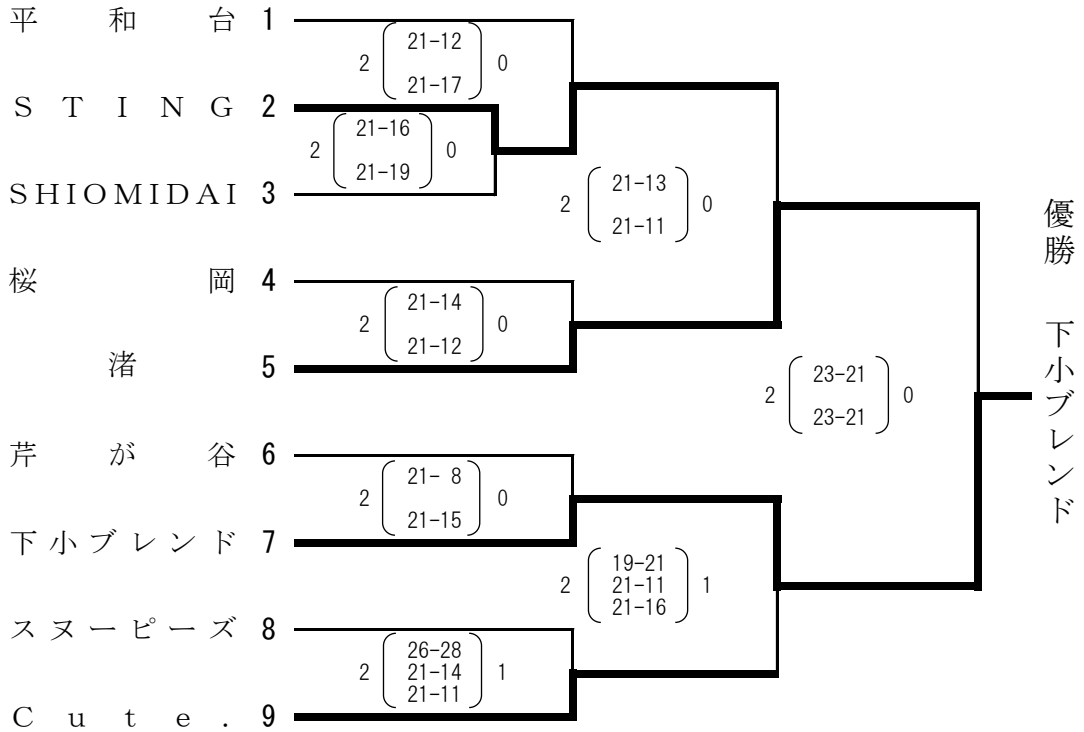 平和台 1
2 21-12 0
21-17
STING 2
2 21-16 0
21-19
SHIOMIDAI 3
2 21-13 0
21-11
桜岡 4
2 21-14 0
21-12
渚 5
2 23-21 0
23-21
芹が谷 6
2 21- 8 0
21-15
下小ブレンド 7
2 19-21 1
21-11
21-16
スヌーピーズ 8
2 26-28 1
21-14
21-11
Cute. 9
優勝 下小ブレンド